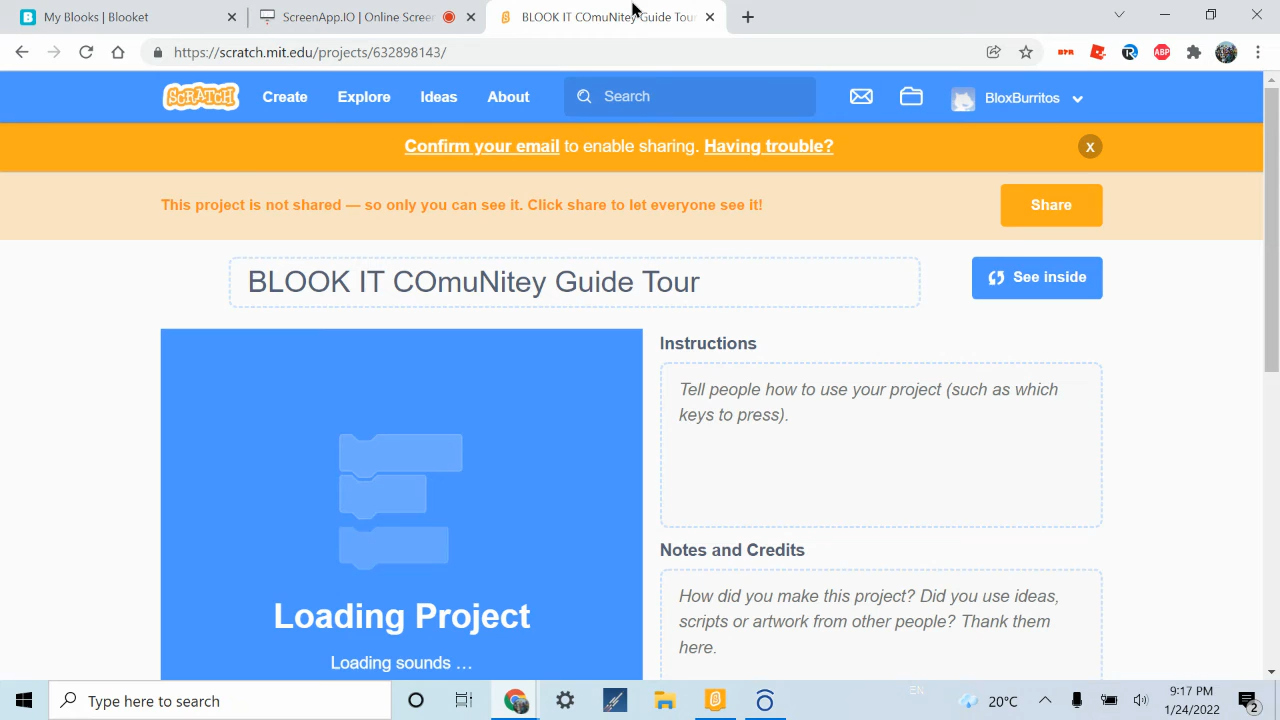 My Blooks | Blooket
ScreenApp.IO | Online Screen
BLOOK IT COmuNitey Guide Tour
https://scratch.mit.edu/projects/632898143/
SCRATCH
Create
Explore
Ideas
About
Search
BloxBurritos
Confirm your email to enable sharing. Having trouble?
X
This project is not shared — so only you can see it. Click share to let everyone see it!
Share
BLOOK IT COmuNitey Guide Tour
See inside
Instructions
Tell people how to use your project (such as which
keys to press).
Notes and Credits
How did you make this project? Did you use ideas,
scripts or artwork from other people? Thank them
here.
Loading Project
Loading sounds …
Type here to search
EN
20°C
9:17 PM
1/24/2022
2